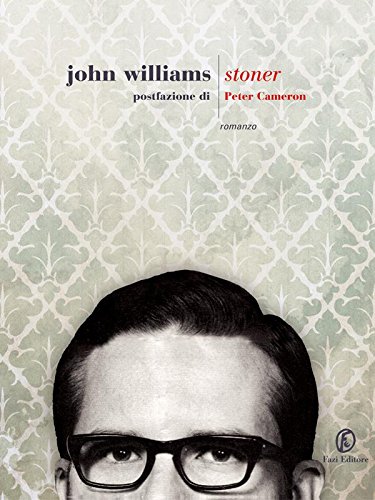 john williams stoner
postfazione di Peter Cameron
romanzo
Fazi Editore